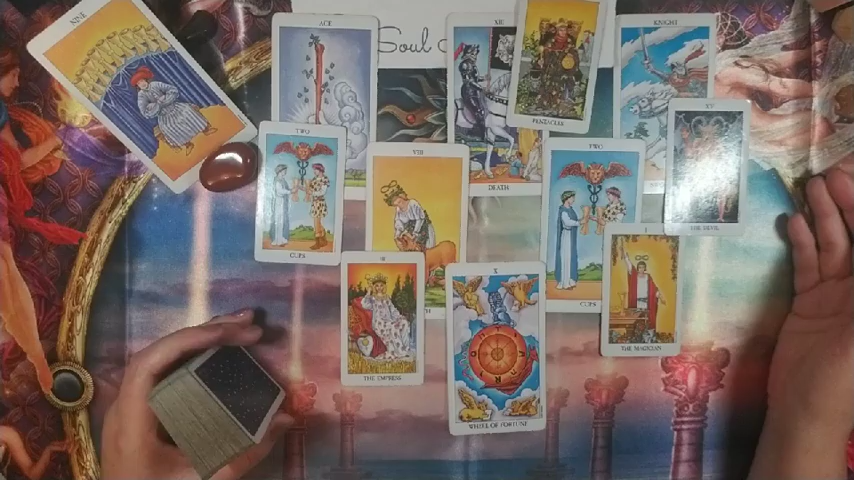 NINE
ACE
Soul
XIII
KNIGHT
PENTACLES
TWO
VIII
TWO
XV
DEATH
THE DEVIL
CUPS
III
I
X
CUPS
THE MAGICIAN
THE EMPRESS
WHEEL OF FORTUNE